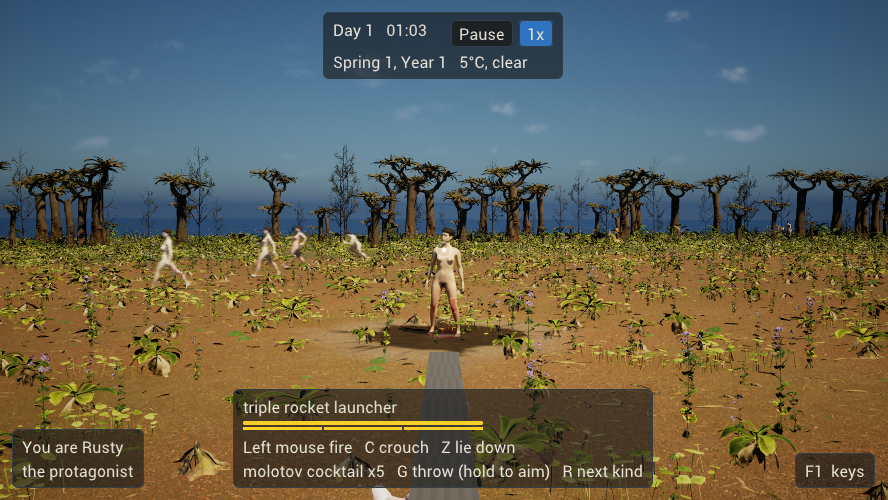 Day 1 01:03 Pause 1x
Spring 1, Year 1 5°C, clear
triple rocket launcher
Left mouse fire C crouch Z lie down
molotov cocktail x5 G throw (hold to aim) R next kind
You are Rusty
the protagonist
F1 keys